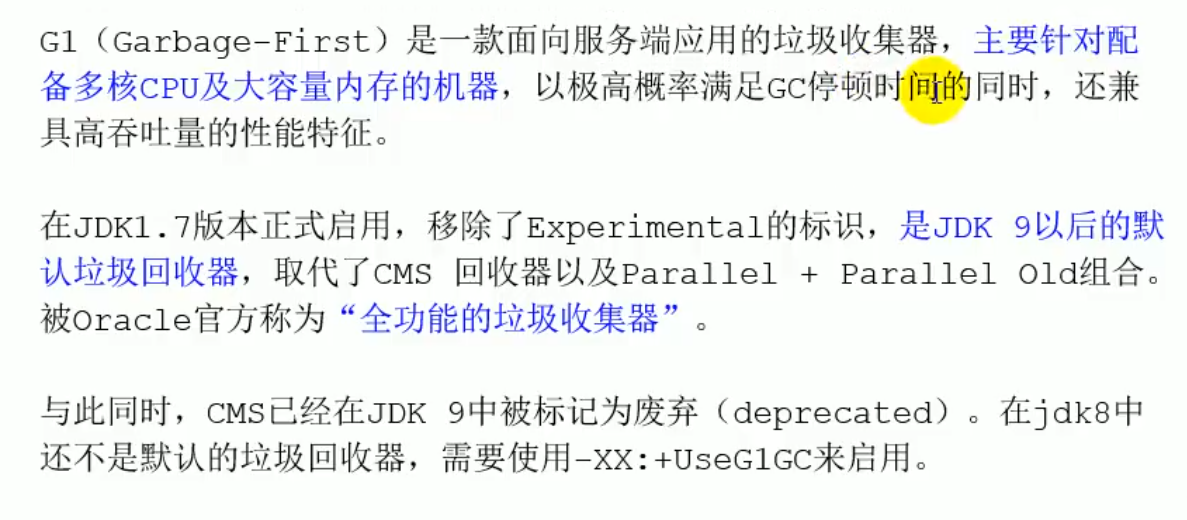 G1（Garbage-First）是一款面向服务端应用的垃圾收集器，主要针对配
备多核CPU及大容量内存的机器，以极高概率满足GC停顿时间的同时，还兼
具高吞吐量的性能特征。
在JDK1.7版本正式启用，移除了Experimental的标识，是JDK 9以后的默
认垃圾回收器，取代了CMS 回收器以及Parallel + Parallel Old组合。
被Oracle官方称为“全功能的垃圾收集器”。
与此同时，CMS已经在JDK 9中被标记为废弃（deprecated）。在jdk8中
还不是默认的垃圾回收器，需要使用-XX:+UseG1GC来启用。